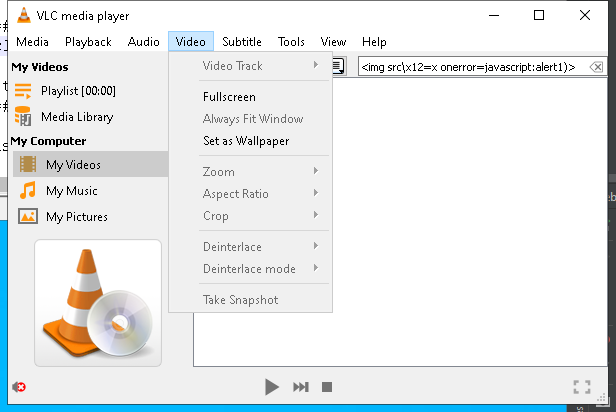 VLC media player
Media Playback Audio Video Subtitle Tools View Help
My Videos
Playlist [00:00]
Media Library
My Computer
My Videos
My Music
My Pictures
Video Track
Fullscreen
Always Fit Window
Set as Wallpaper
Zoom
Aspect Ratio
Crop
Deinterlace
Deinterlace mode
Take Snapshot
<img src\x12=x onerror=javascript:alert1)>